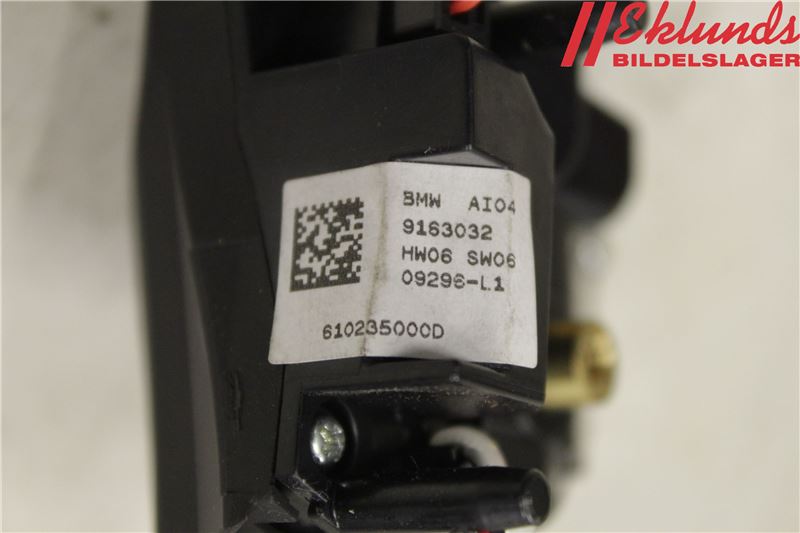 Eklunds
BILDELSLAGER
BMW AI04
9163032
HW06 SW06
09296-L1
610235000D